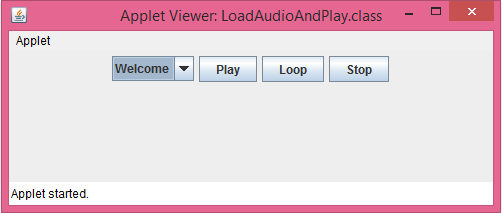 Applet Viewer: LoadAudioAndPlay.class
Applet
Welcome Play Loop Stop
Applet started.